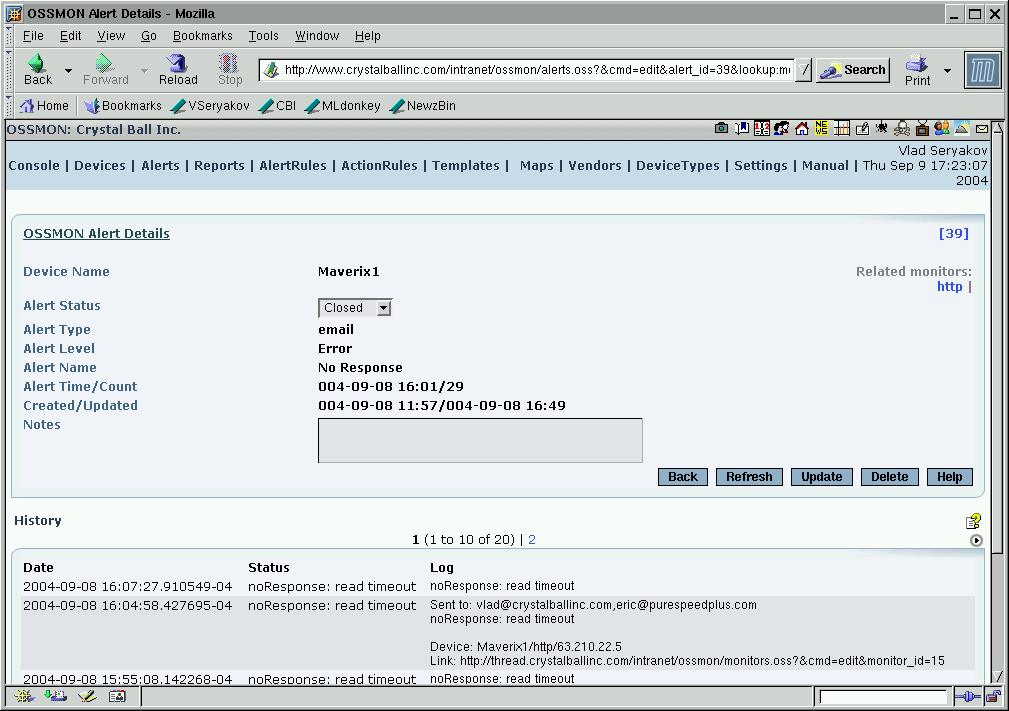 OSSMON Alert Details - Mozilla
File Edit View Go Bookmarks Tools Window Help
Back Forward Reload Stop http://www.crystalballinc.com/intranet/ossmon/alerts.oss?&cmd=edit&alert_id=39&lookup:m Search Print
Home Bookmarks VSeryakov CBI MLdonkey NewzBin
OSSMON: Crystal Ball Inc.
Vlad Seryakov
Console | Devices | Alerts | Reports | AlertRules | ActionRules | Templates | Maps | Vendors | DeviceTypes | Settings | Manual | Thu Sep 9 17:23:07
2004
OSSMON Alert Details [39]
Device Name Maverix1 Related monitors:
http |
Alert Status Closed
Alert Type email
Alert Level Error
Alert Name No Response
Alert Time/Count 004-09-08 16:01/29
Created/Updated 004-09-08 11:57/004-09-08 16:49
Notes
Back Refresh Update Delete Help
History
1 (1 to 10 of 20) | 2
Date Status Log
2004-09-08 16:07:27.910549-04 noResponse: read timeout noResponse: read timeout
2004-09-08 16:04:58.427695-04 noResponse: read timeout Sent to: vlad@crystalballinc.com,eric@purespeedplus.com
noResponse: read timeout
Device: Maverix1/http/63.210.22.5
Link: http://thread.crystalballinc.com/intranet/ossmon/monitors.oss?&cmd=edit&monitor_id=15
2004-09-08 15:55:08.142268-04 noResponse: read timeout noResponse: read timeout